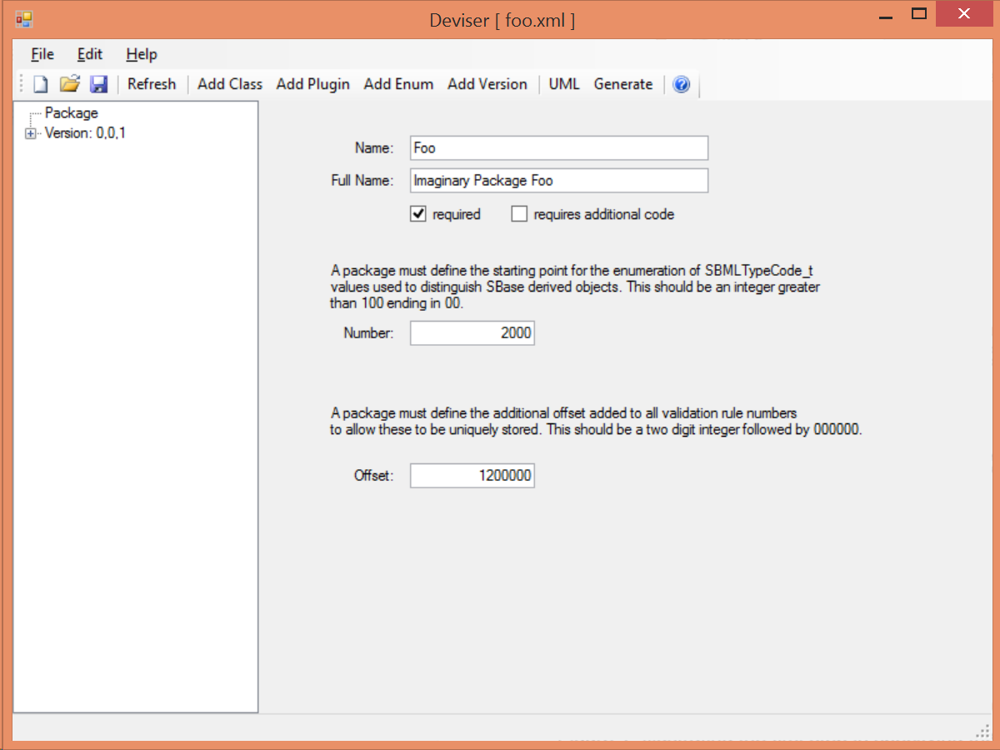 Deviser [ foo.xml ]
File Edit Help
Refresh Add Class Add Plugin Add Enum Add Version UML Generate ?
Package
Version: 0,0,1
Name: Foo
Full Name: Imaginary Package Foo
required requires additional code
A package must define the starting point for the enumeration of SBMLTypeCode_t
values used to distinguish SBase derived objects. This should be an integer greater
than 100 ending in 00.
Number: 2000
A package must define the additional offset added to all validation rule numbers
to allow these to be uniquely stored. This should be a two digit integer followed by 000000.
Offset: 1200000